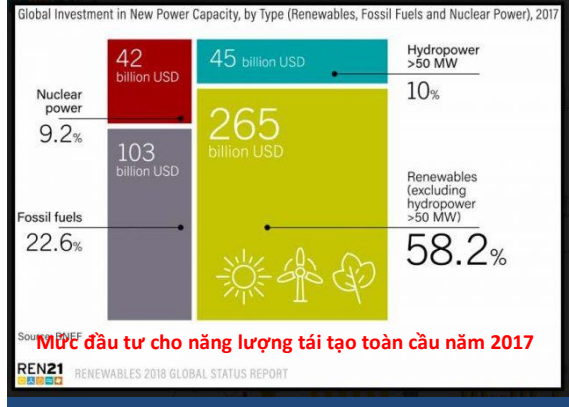 Global Investment in New Power Capacity, by Type (Renewables, Fossil Fuels and Nuclear Power), 2017
42
billion USD
45 billion USD
Hydropower
>50 MW
10%
Nuclear
power
9.2%
265
billion USD
103
billion USD
Renewables
(excluding
hydropower
>50 MW)
58.2%
Fossil fuels
22.6%
Source: BNEF
Mức đầu tư cho năng lượng tái tạo toàn cầu năm 2017
REN21
RENEWABLES 2018 GLOBAL STATUS REPORT